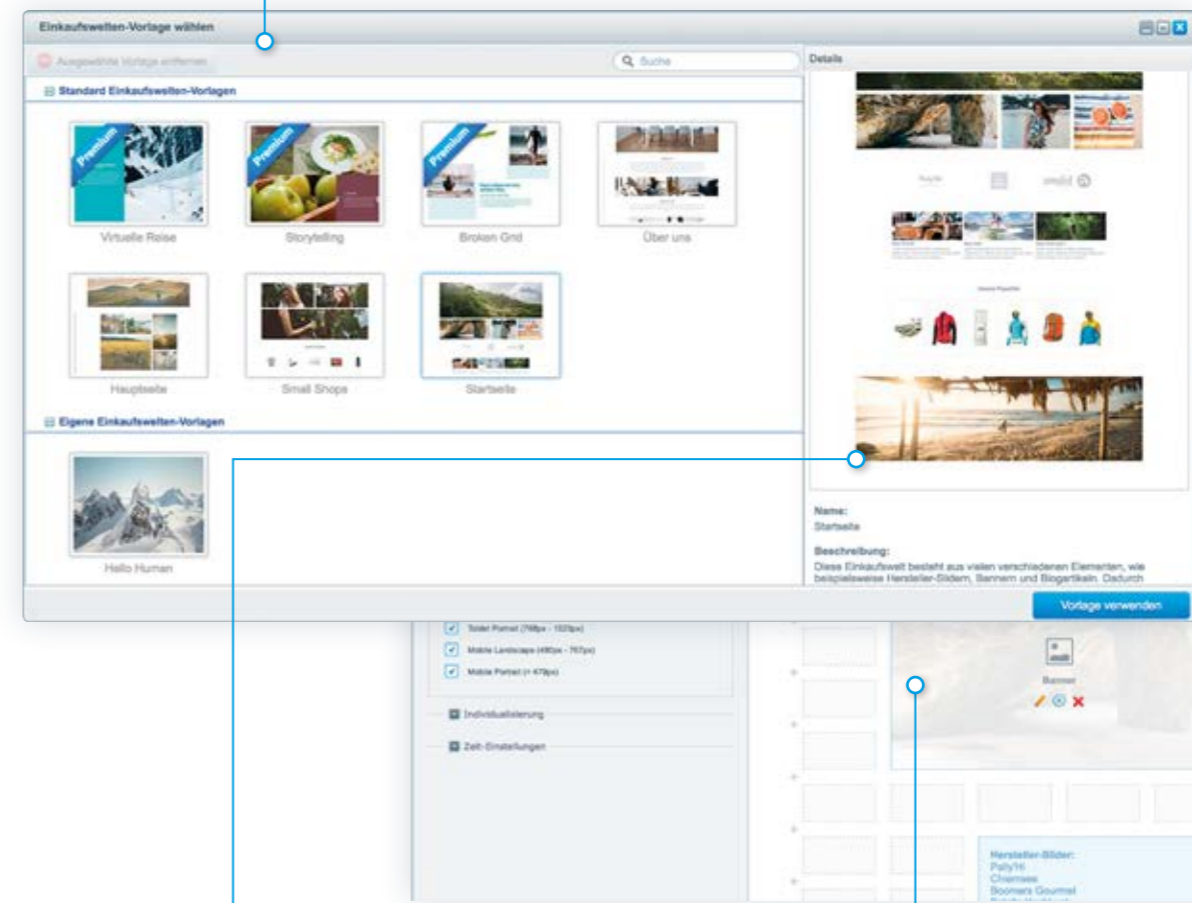 Einkaufswelten-Vorlage wählen
Ausgewählte Vorlage entfernen
Suche
Details
Standard Einkaufswelten-Vorlagen
Premium
Premium
Premium
Virtuelle Reise
Storytelling
Broken Grid
Über uns
Hauptseite
Small Shops
Startseite
Eigene Einkaufswelten-Vorlagen
Hello Human
Name:
Startseite
Beschreibung:
Diese Einkaufswelt besteht aus vielen verschiedenen Elementen, wie
beispielsweise Hersteller-Bildern, Bannern und Blogartikeln. Dadurch
Vorlage verwenden
Tablet Portrait (768px - 1023px)
Mobile Landscape (480px - 767px)
Mobile Portrait (< 479px)
Individualisierung
Zeit-Einstellungen
Banner
Hersteller-Bilder:
Pally'Hi
Chiemsee
Boomers Gourmet